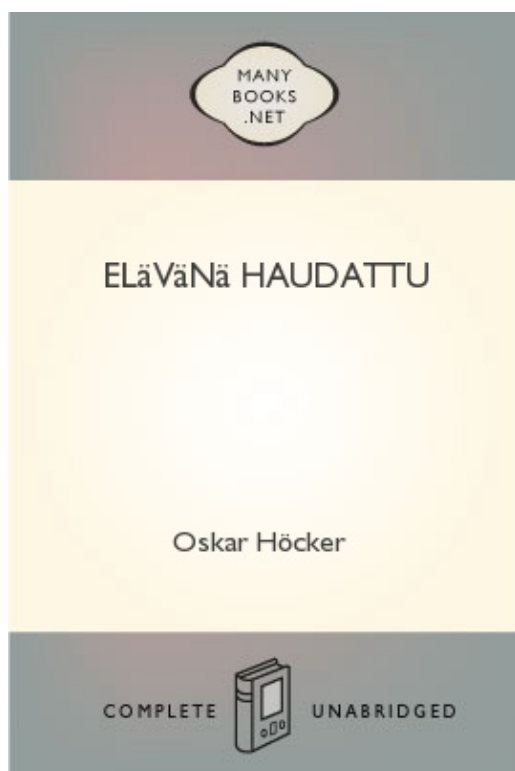 MANY
BOOKS
.NET
ELäVäNä HAUDATTU
Oskar Höcker
COMPLETE UNABRIDGED